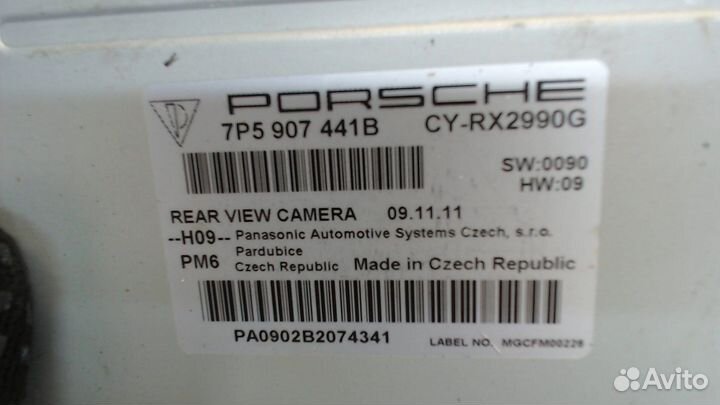 PORSCHE
7P5 907 441B CY-RX2990G
SW:0090
HW:09
REAR VIEW CAMERA 09.11.11
--H09-- Panasonic Automotive Systems Czech, s.r.o.
Pardubice
PM6 Czech Republic Made in Czech Republic
PA0902B2074341 LABEL NO. MGCFM00226
Avito